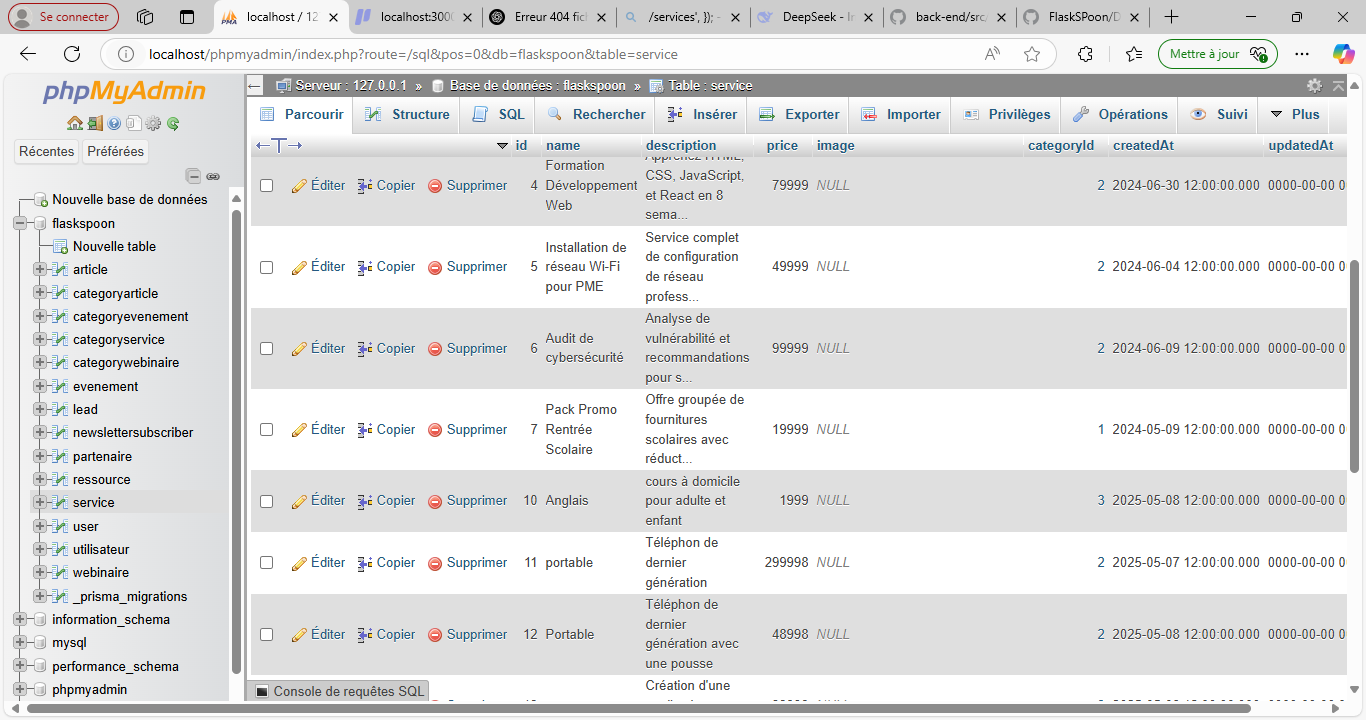 Se connecter
localhost / 12
localhost:3000
Erreur 404 fich
/services', }); -
DeepSeek - In
back-end/src/
FlaskSPoon/D
localhost/phpmyadmin/index.php?route=/sql&pos=0&db=flaskspoon&table=service
Mettre à jour
phpMyAdmin
Récentes Préférées
Nouvelle base de données
flaskspoon
Nouvelle table
article
categoryarticle
categoryevenement
categoryservice
categorywebinaire
evenement
lead
newslettersubscriber
partenaire
ressource
service
user
utilisateur
webinaire
_prisma_migrations
information_schema
mysql
performance_schema
phpmyadmin
Serveur : 127.0.0.1 » Base de données : flaskspoon » Table : service
Parcourir Structure SQL Rechercher Insérer Exporter Importer Privilèges Opérations Suivi Plus
←T→ id name description price image categoryId createdAt updatedAt
Éditer Copier Supprimer 4
Formation
Développement
Web
Apprenez HTML,
CSS, JavaScript,
et React en 8
sema...
79999 NULL 2 2024-06-30 12:00:00.000 0000-00-00 0
Éditer Copier Supprimer 5
Installation de
réseau Wi-Fi
pour PME
Service complet
de configuration
de réseau
profess...
49999 NULL 2 2024-06-04 12:00:00.000 0000-00-00 0
Éditer Copier Supprimer 6
Audit de
cybersécurité
Analyse de
vulnérabilité et
recommandations
pour s...
99999 NULL 2 2024-06-09 12:00:00.000 0000-00-00 0
Éditer Copier Supprimer 7
Pack Promo
Rentrée
Scolaire
Offre groupée de
fournitures
scolaires avec
réduct...
19999 NULL 1 2024-05-09 12:00:00.000 0000-00-00 0
Éditer Copier Supprimer 10 Anglais
cours à domicile
pour adulte et
enfant
1999 NULL 3 2025-05-08 12:00:00.000 0000-00-00 0
Éditer Copier Supprimer 11 portable
Téléphon de
dernier
génération
299998 NULL 2 2025-05-07 12:00:00.000 0000-00-00 0
Éditer Copier Supprimer 12 Portable
Téléphon de
dernier
génération avec
une pousse
48998 NULL 2 2025-05-08 12:00:00.000 0000-00-00 0
Création d'une
Console de requêtes SQL